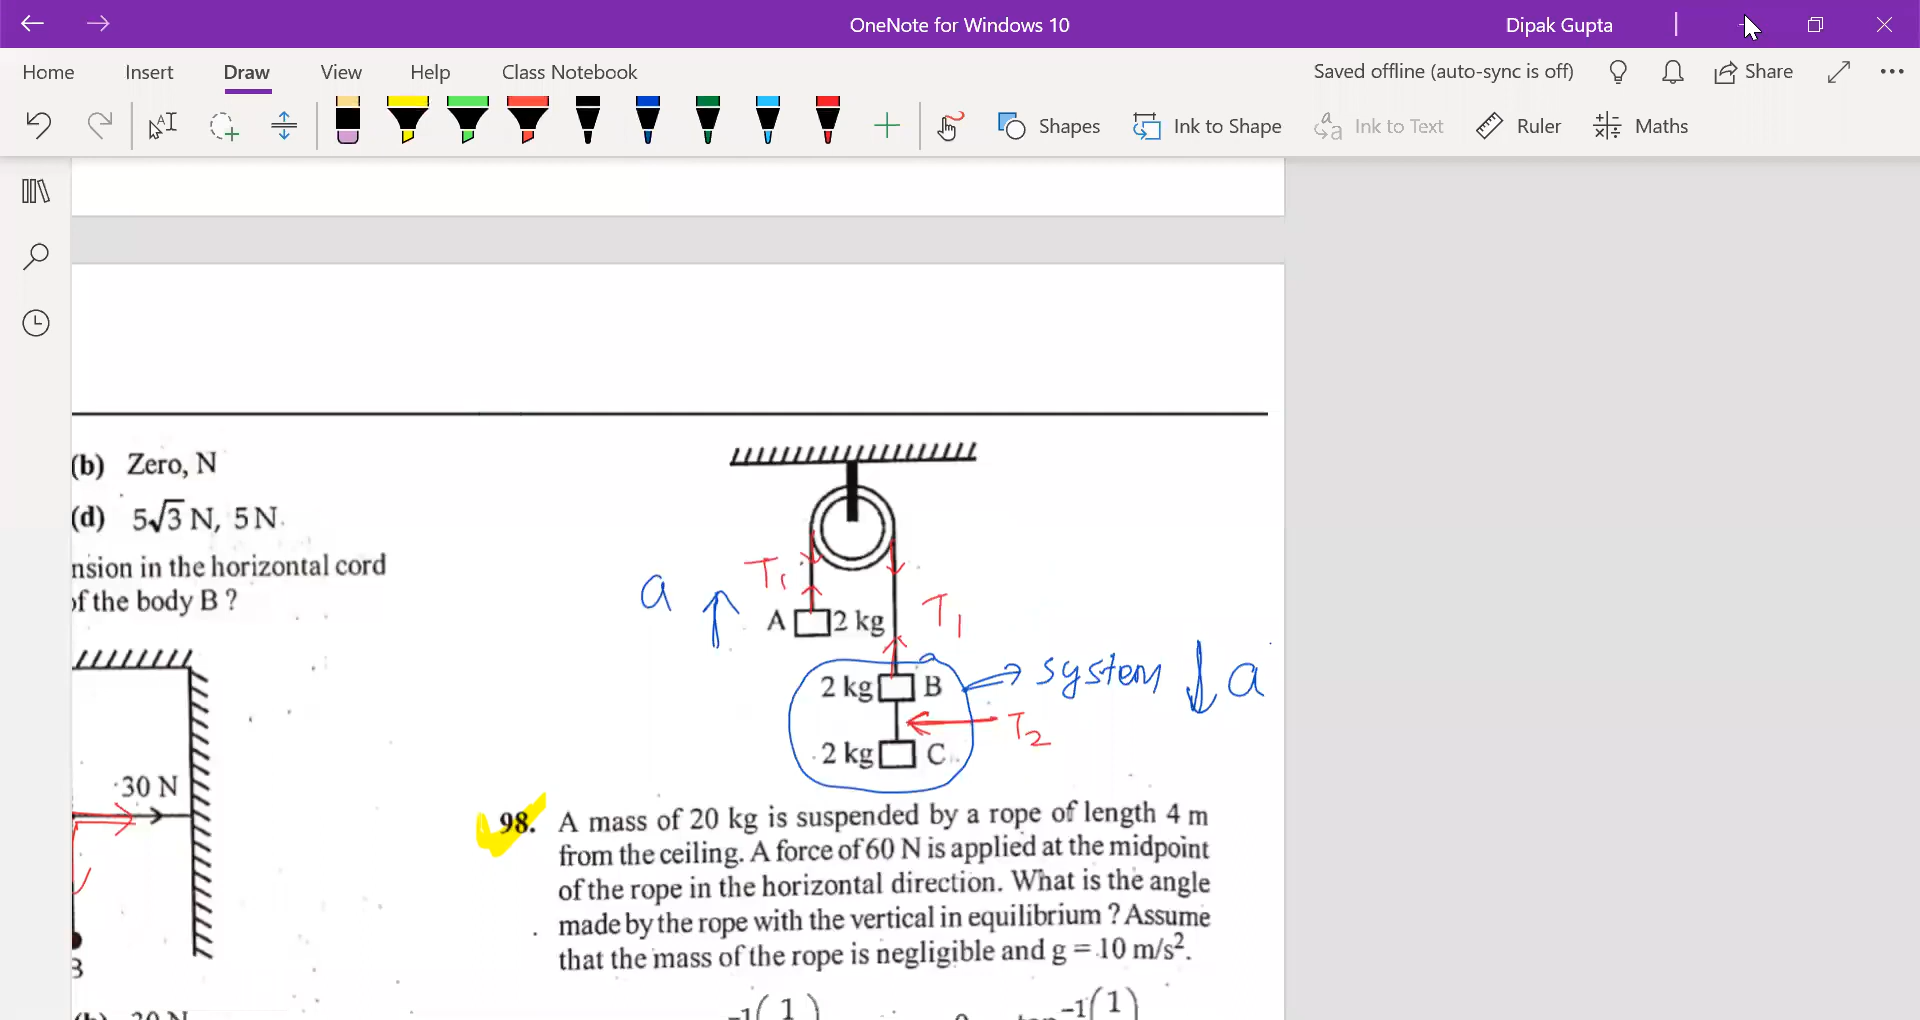 OneNote for Windows 10
Dipak Gupta
Home Insert Draw View Help Class Notebook
Saved offline (auto-sync is off) Share
Shapes Ink to Shape Ink to Text Ruler Maths
(b) Zero, N
(d) 5√3 N, 5 N.
nsion in the horizontal cord
of the body B ?
30 N
B
T1
a
A 2 kg
T1
2 kg B
system a
T2
2 kg C
98. A mass of 20 kg is suspended by a rope of length 4 m
from the ceiling. A force of 60 N is applied at the midpoint
of the rope in the horizontal direction. What is the angle
made by the rope with the vertical in equilibrium ? Assume
that the mass of the rope is negligible and g = 10 m/s².